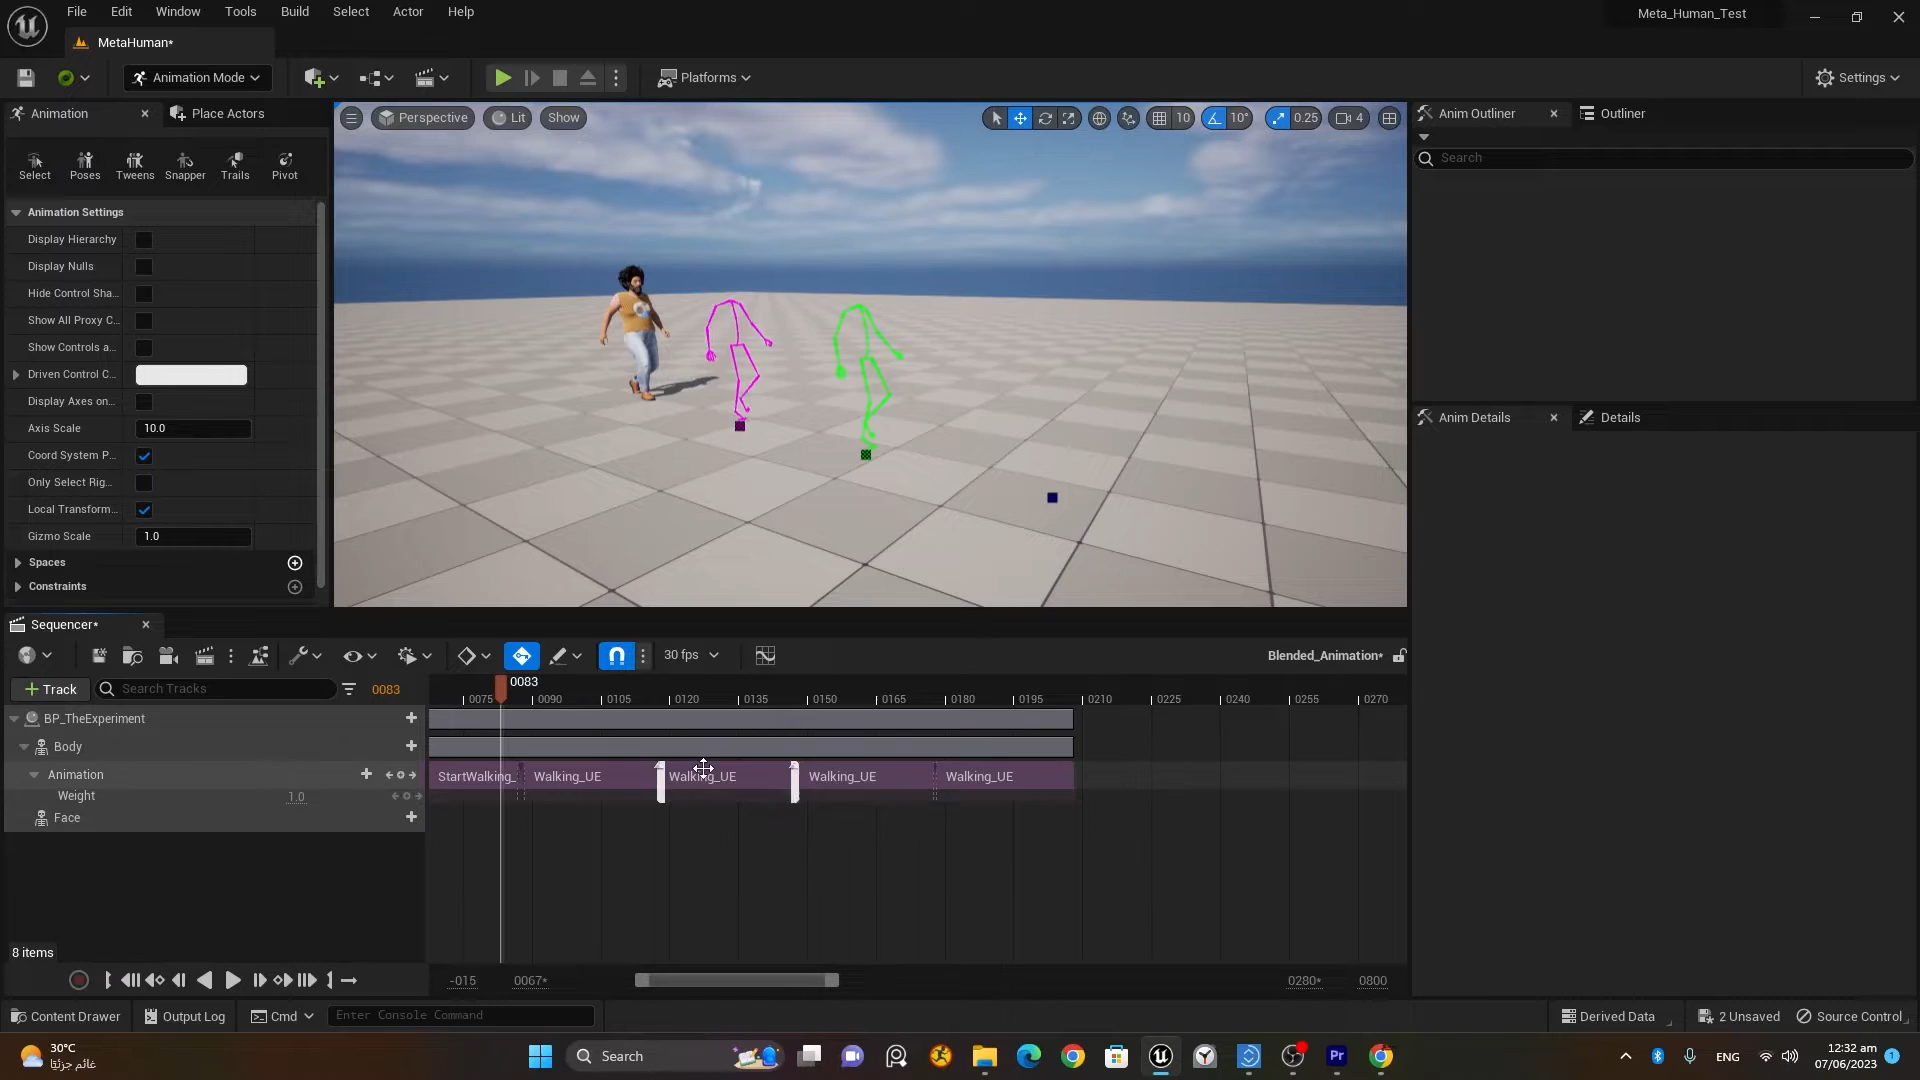 File Edit Window Tools Build Select Actor Help
Meta_Human_Test
MetaHuman*
Animation Mode
Platforms
Settings
Animation
Place Actors
Perspective
Lit
Show
10
10°
0.25
4
Anim Outliner
Outliner
Search
Select Poses Tweens Snapper Trails Pivot
Animation Settings
Display Hierarchy
Display Nulls
Hide Control Sha...
Show All Proxy C...
Show Controls a...
Driven Control C...
Display Axes on...
Axis Scale 10.0
Coord System P...
Only Select Rig...
Local Transform...
Gizmo Scale 1.0
Spaces
Constraints
Anim Details
Details
Sequencer*
30 fps
Blended_Animation*
Track
Search Tracks
0083
0083
0075 0090 0105 0120 0135 0150 0165 0180 0195 0210 0225 0240 0255 0270
BP_TheExperiment
Body
Animation
StartWalking_ Walking_UE Walking_UE Walking_UE Walking_UE
Weight 1.0
Face
8 items
-015 0067* 0280* 0800
Content Drawer
Output Log
Cmd
Enter Console Command
Derived Data
2 Unsaved
Source Control
30°C
غائم جزئيًا
Search
Pr
ENG
12:32 am
07/06/2023
1